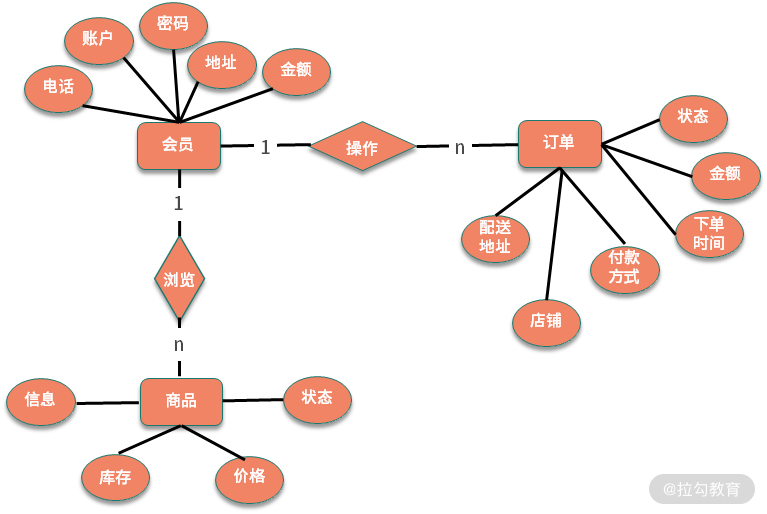 密码
账户
地址
金额
电话
会员
1
操作
n
订单
状态
金额
下单
时间
配送
地址
付款
方式
店铺
1
浏览
n
信息
商品
状态
库存
价格
@拉勾教育